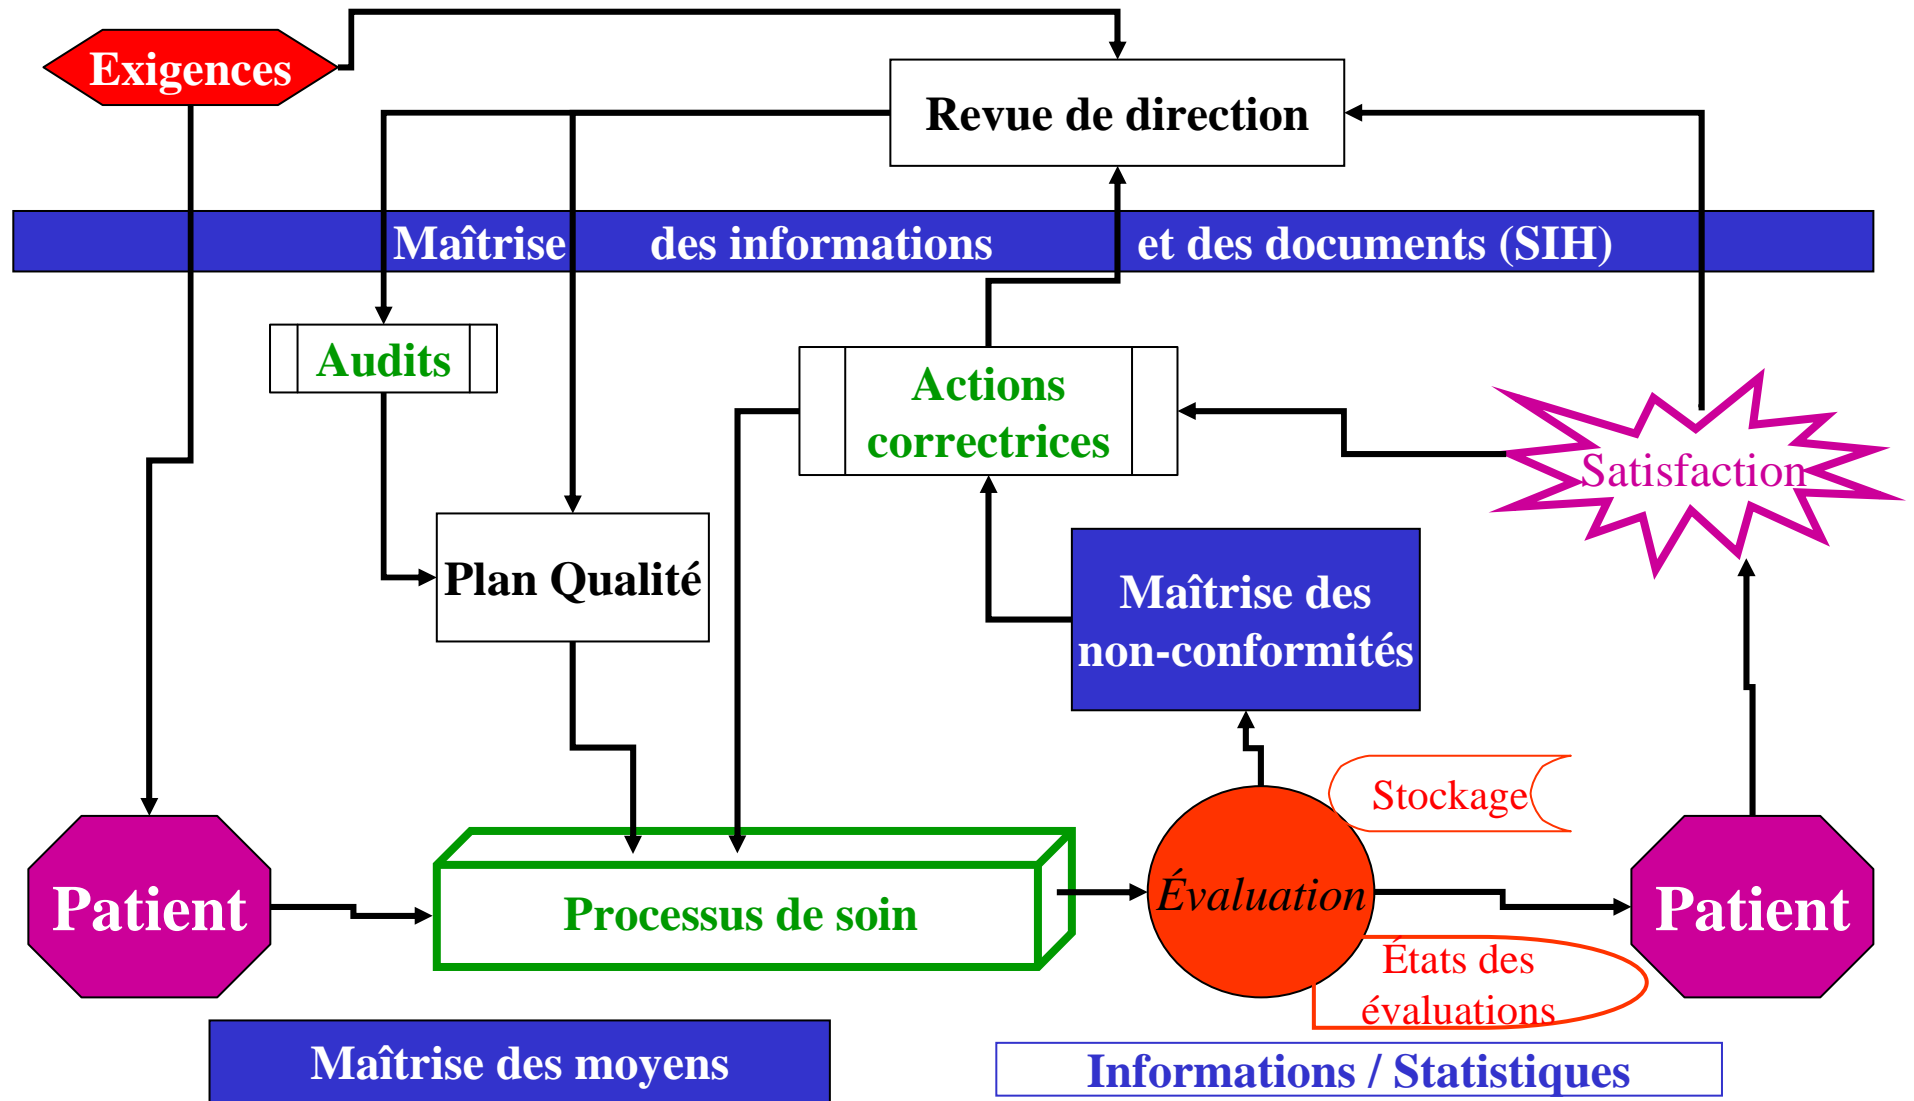 Exigences
Revue de direction
Maîtrise des informations et des documents (SIH)
Audits
Actions
correctrices
Satisfaction
Plan Qualité
Maîtrise des
non-conformités
Stockage
Patient
Processus de soin
Évaluation
Patient
États des
évaluations
Maîtrise des moyens
Informations / Statistiques